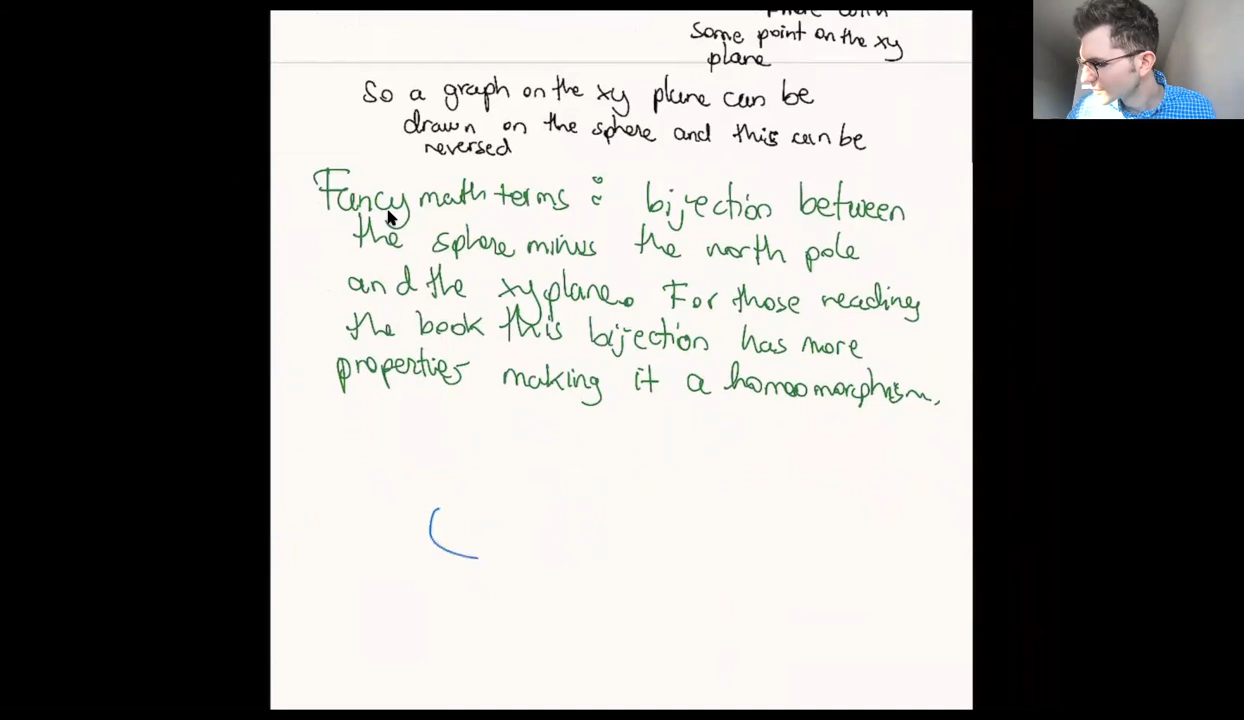 some point on the xy
plane
So a graph on the xy plane can be
drawn on the sphere and this can be
reversed
Fancy math terms : bijection between
the sphere minus the north pole
and the xy plane. For those reading
the book this bijection has more
properties making it a homeomorphism.